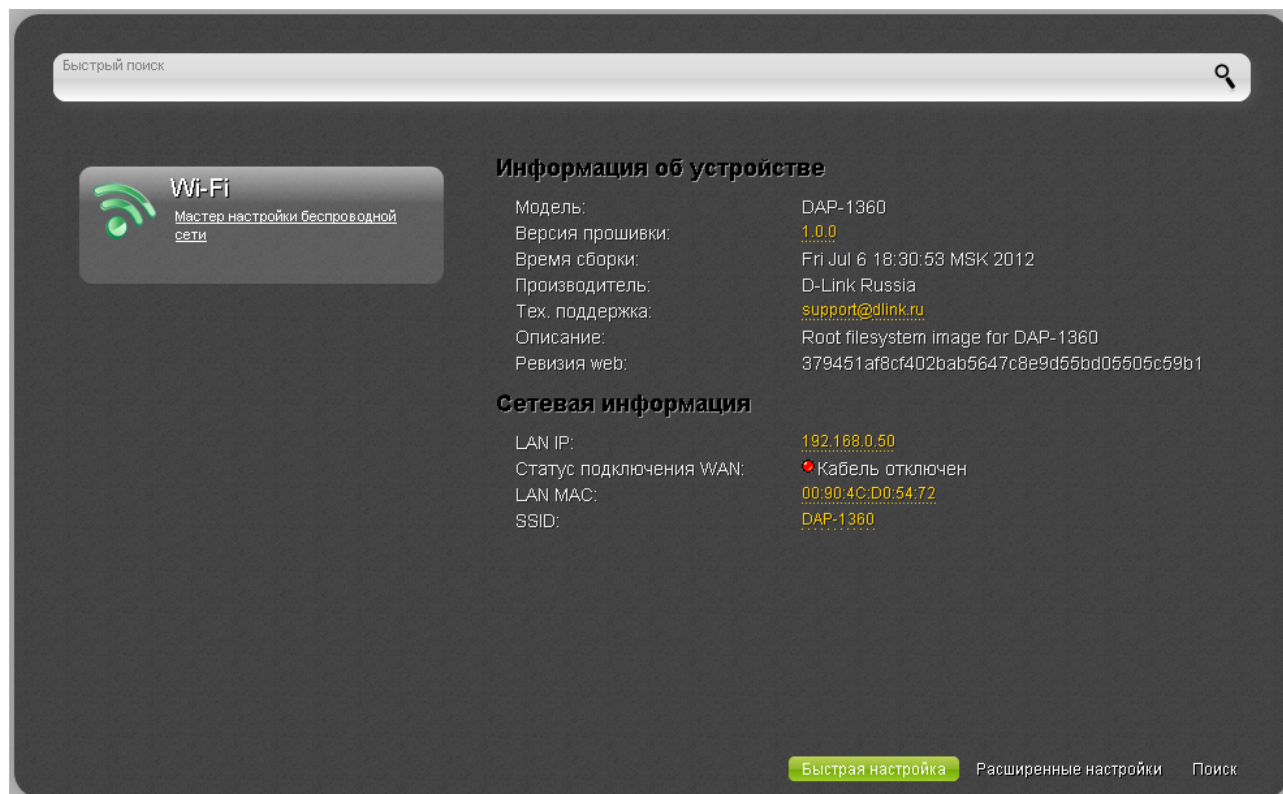 Быстрый поиск
Wi-Fi
Мастер настройки беспроводной
сети
Информация об устройстве
Модель: DAP-1360
Версия прошивки: 1.0.0
Время сборки: Fri Jul 6 18:30:53 MSK 2012
Производитель: D-Link Russia
Тех. поддержка: support@dlink.ru
Описание: Root filesystem image for DAP-1360
Ревизия web: 379451af8cf402bab5647c8e9d55bd05505c59b1
Сетевая информация
LAN IP: 192.168.0.50
Статус подключения WAN: Кабель отключен
LAN MAC: 00:90:4C:D0:54:72
SSID: DAP-1360
Быстрая настройка Расширенные настройки Поиск